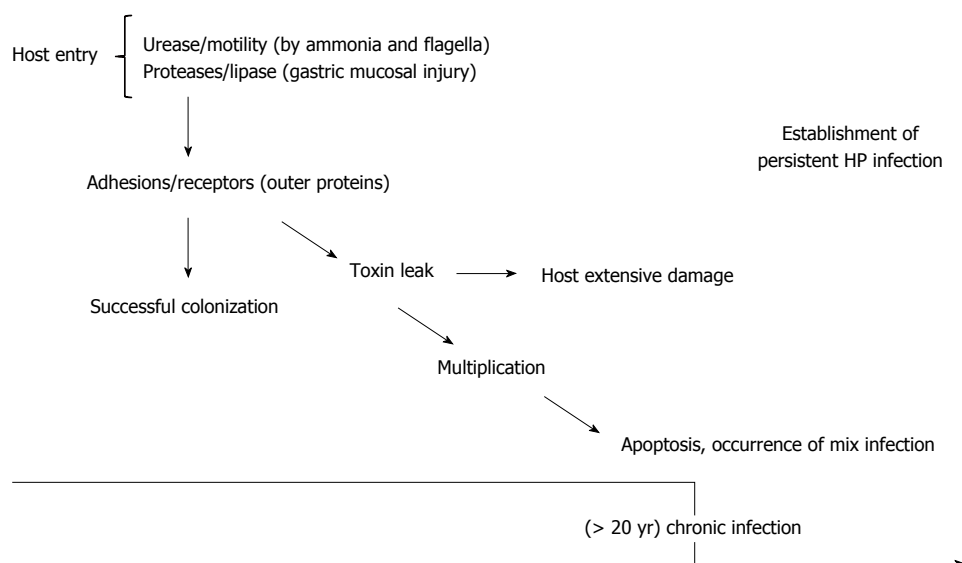 Host entry
Urease/motility (by ammonia and flagella)
Proteases/lipase (gastric mucosal injury)
Establishment of
persistent HP infection
Adhesions/receptors (outer proteins)
Toxin leak
Host extensive damage
Successful colonization
Multiplication
Apoptosis, occurrence of mix infection
(> 20 yr) chronic infection